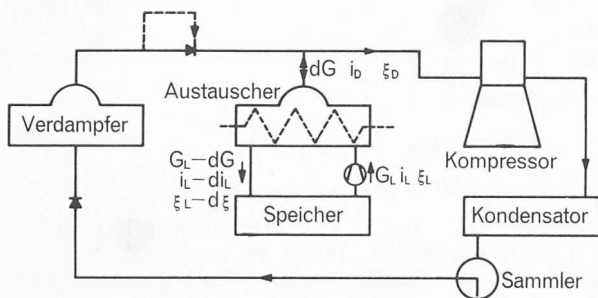 dG i_D ξ_D
Austauscher
Verdampfer
Kompressor
G_L—dG
i_L—di_L
ξ_L—dξ
G_L i_L ξ_L
Speicher
Kondensator
Sammler